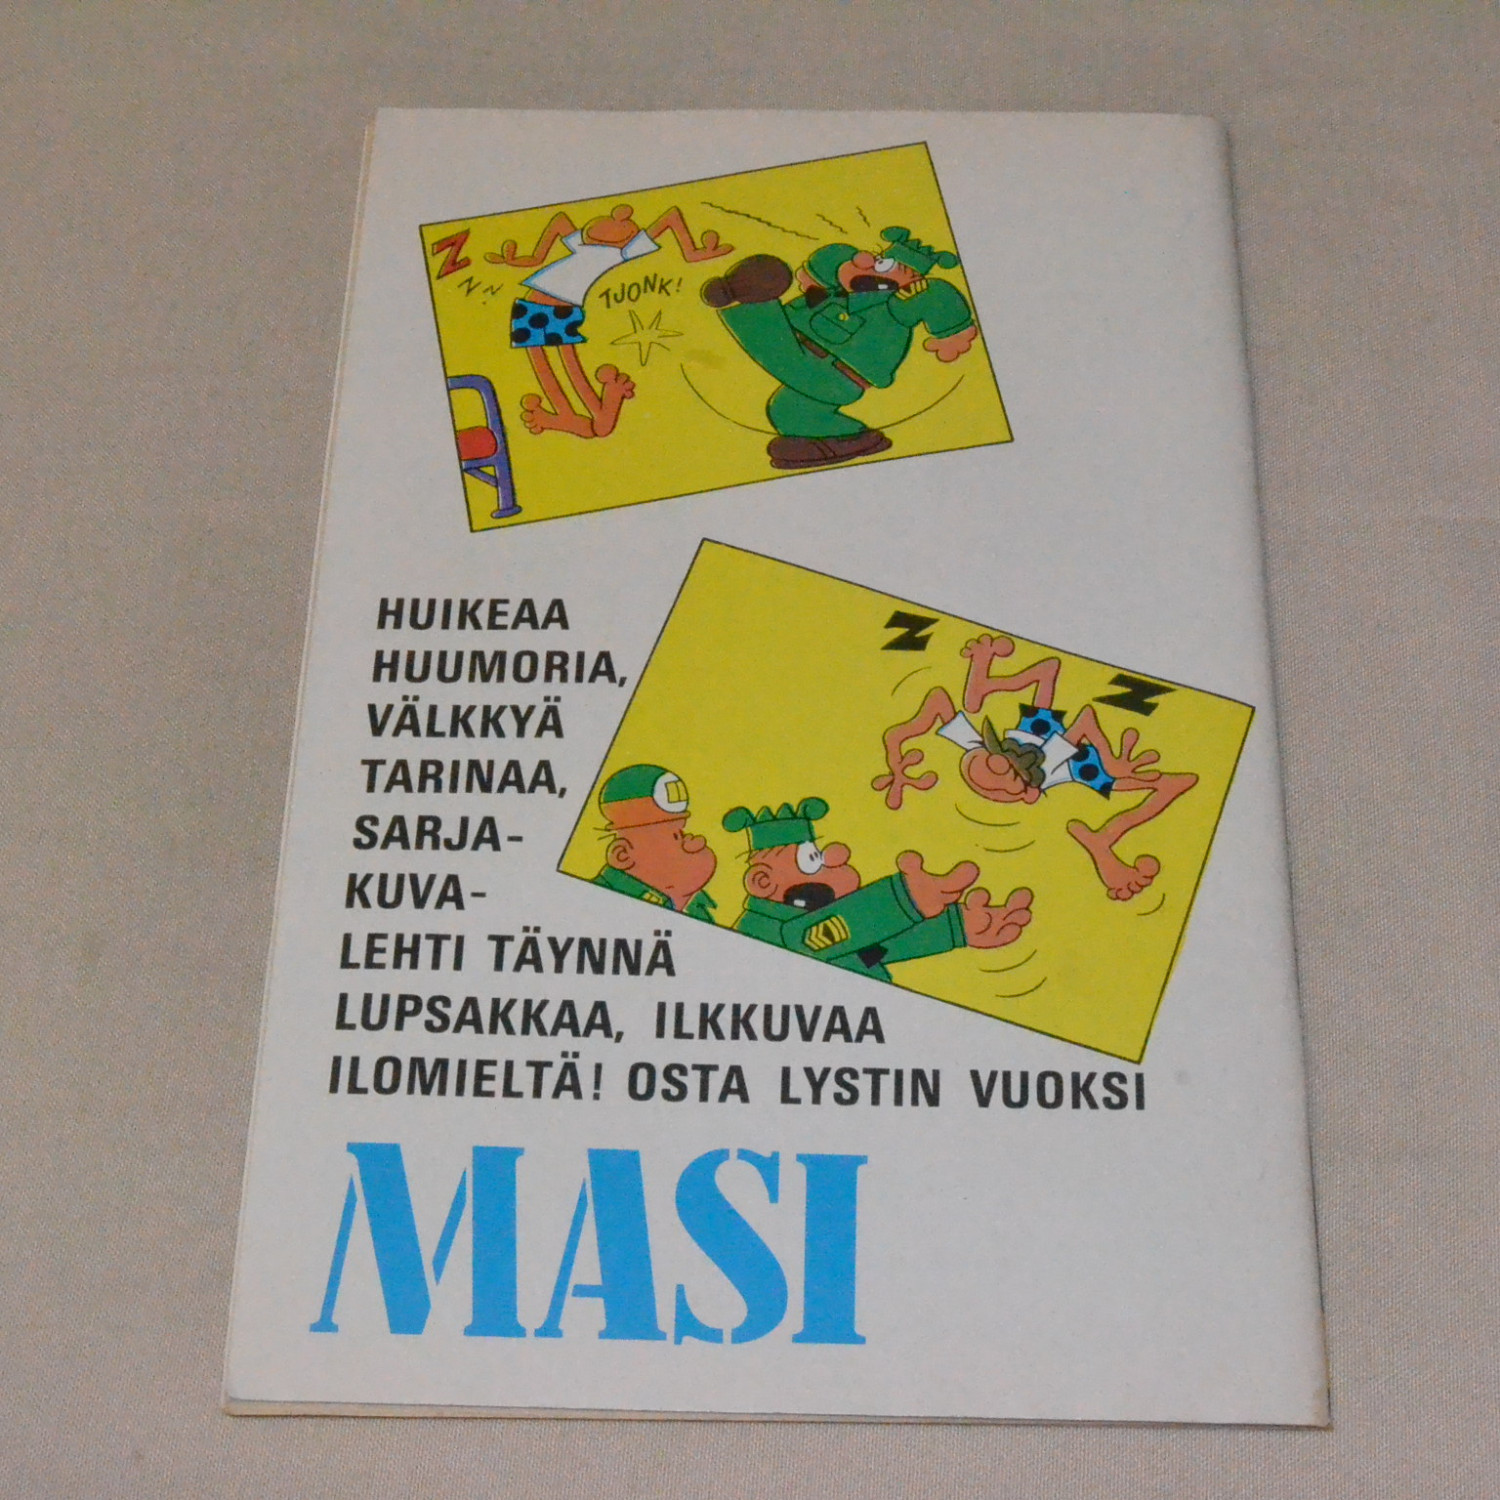 Z
Z Z
TJONK!
Z
Z
HUIKEAA
HUUMORIA,
VÄLKKYÄ
TARINAA,
SARJA-
KUVA-
LEHTI TÄYNNÄ
LUPSAKKAA, ILKKUVAA
ILOMIELTÄ! OSTA LYSTIN VUOKSI
MASI